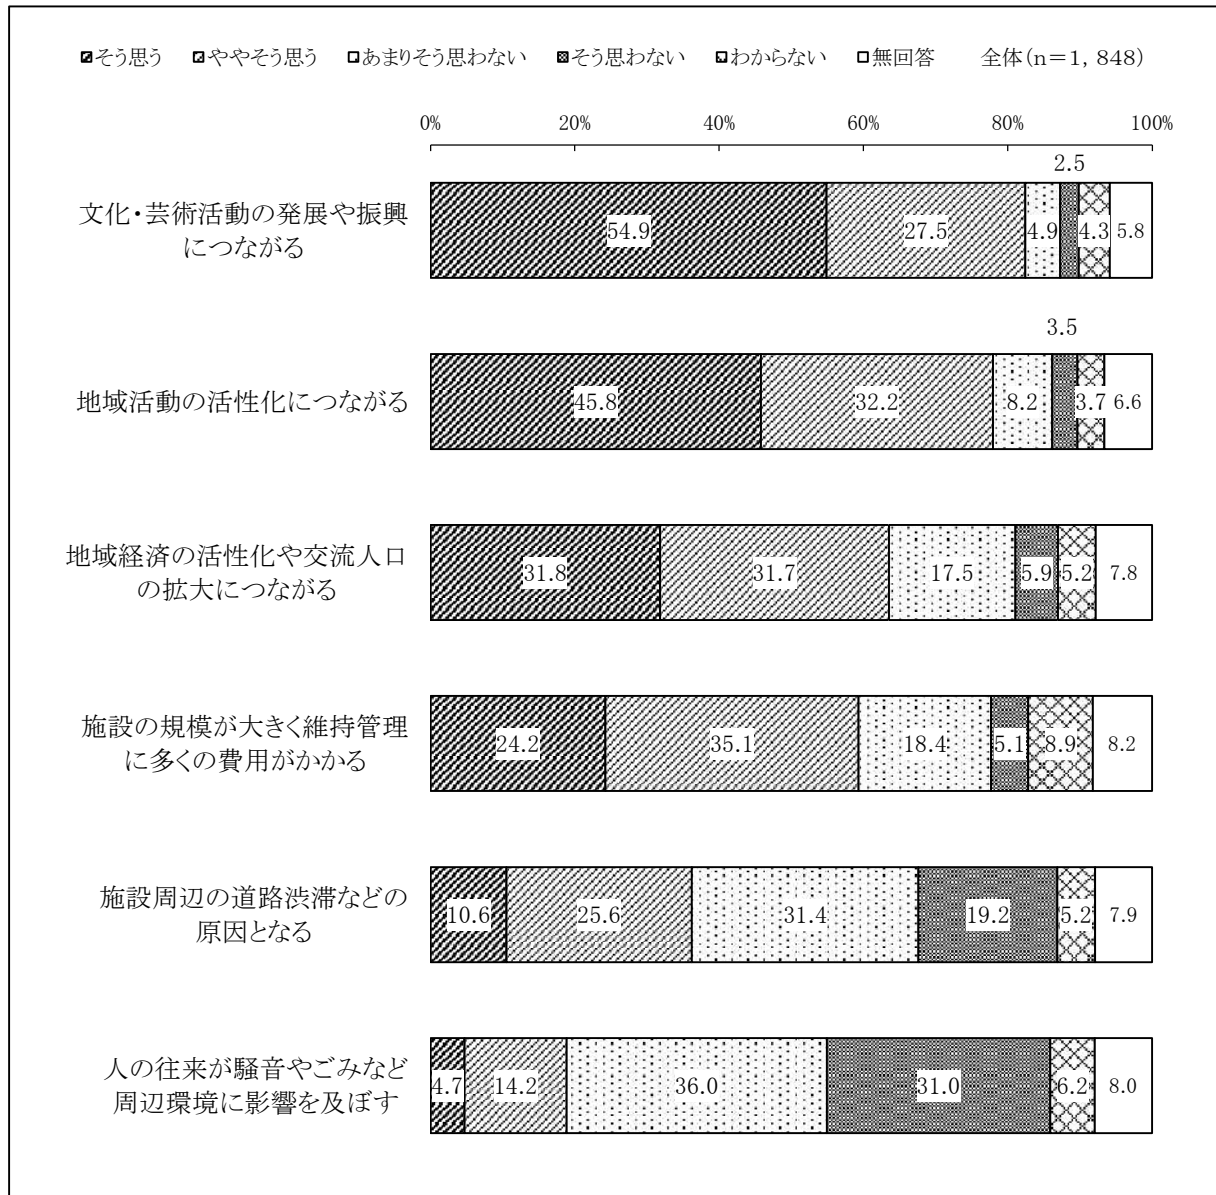 そう思う ややそう思う あまりそう思わない そう思わない わからない 無回答 全体(n=1,848)
0% 20% 40% 60% 80% 100%
2.5
文化・芸術活動の発展や振興
につながる
54.9 27.5 4.9 4.3 5.8
3.5
地域活動の活性化につながる
45.8 32.2 8.2 3.7 6.6
地域経済の活性化や交流人口
の拡大につながる
31.8 31.7 17.5 5.9 5.2 7.8
施設の規模が大きく維持管理
に多くの費用がかかる
24.2 35.1 18.4 5.1 8.9 8.2
施設周辺の道路渋滞などの
原因となる
10.6 25.6 31.4 19.2 5.2 7.9
人の往来が騒音やごみなど
周辺環境に影響を及ぼす
4.7 14.2 36.0 31.0 6.2 8.0